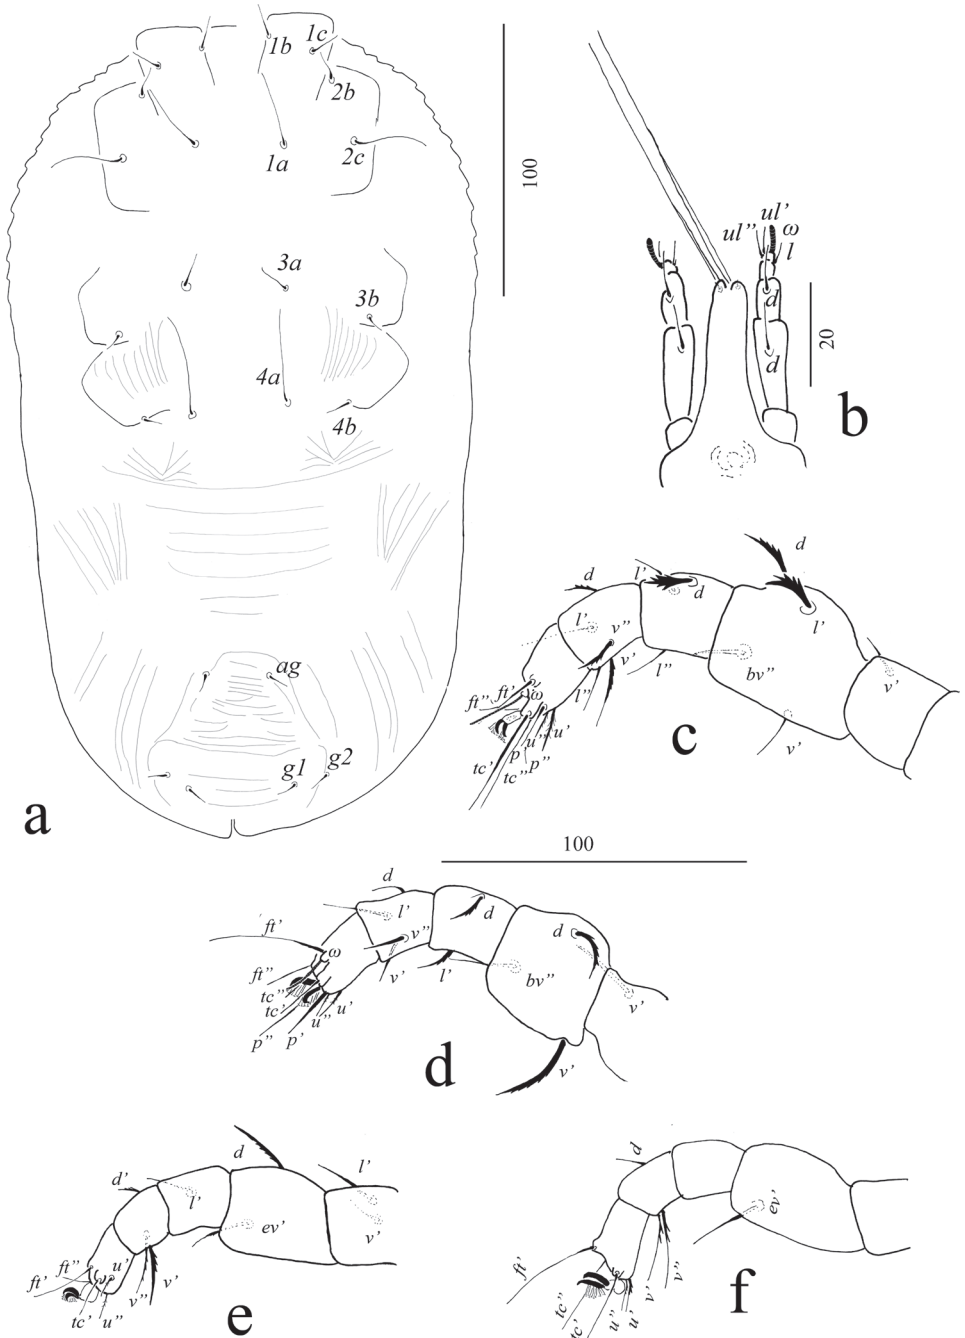 1b 1c
2b
1a 2c
3a
3b
4a
4b
ag
g1 g2
a
100
ul’
ul” ω
l
d
d
20
b
d
l’ d
d
l’ v”
l’
v’ l” bv” v’
ft” ft’ ω l”
u” u’ v’
p’
tc’ tc” p”
c
100
d
l’ d
v” d
ft’ ω
ft” v’ l’ bv”
tc”
tc’ v’
u” u’
p” p’
v’
d
d
d’ l’
l’
ev’ v’
ft” u’
ft’ v’
v”
tc’ u”
e
d
ev’
ft’
v”
tc” v’
tc’ u” u’
f